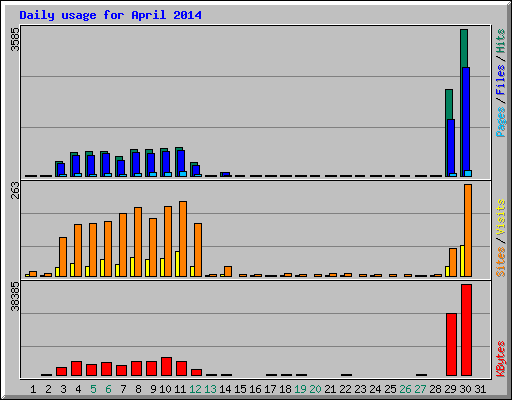 Daily usage for April 2014
3585
Pages / Files / Hits
263
Sites / Visits
38385
KBytes
1 2 3 4 5 6 7 8 9 10 11 12 13 14 15 16 17 18 19 20 21 22 23 24 25 26 27 28 29 30 31